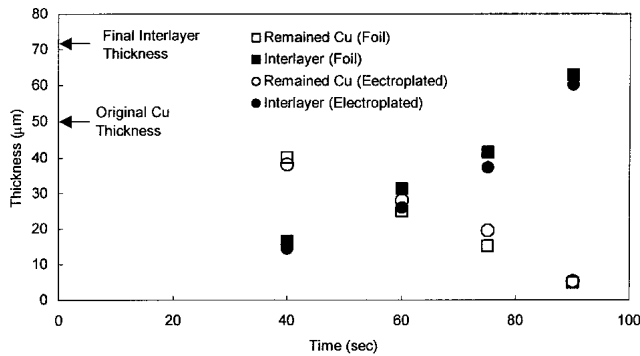 80
70
60
50
40
30
20
10
0
Thickness (μm)
Final Interlayer
Thickness
Original Cu
Thickness
Remained Cu (Foil)
Interlayer (Foil)
Remained Cu (Eectroplated)
Interlayer (Electroplated)
0 20 40 60 80 100
Time (sec)